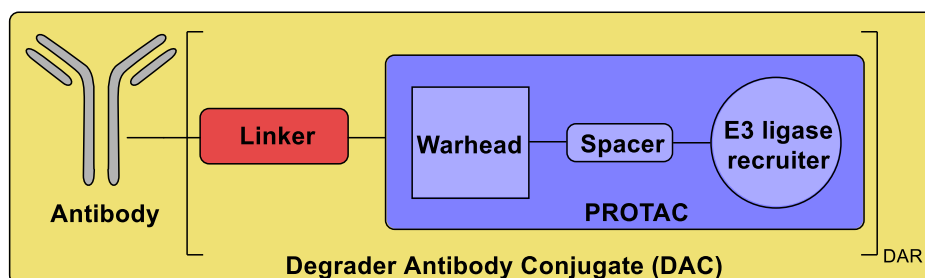 Linker
Warhead
Spacer
E3 ligase
recruiter
Antibody
PROTAC
DAR
Degrader Antibody Conjugate (DAC)